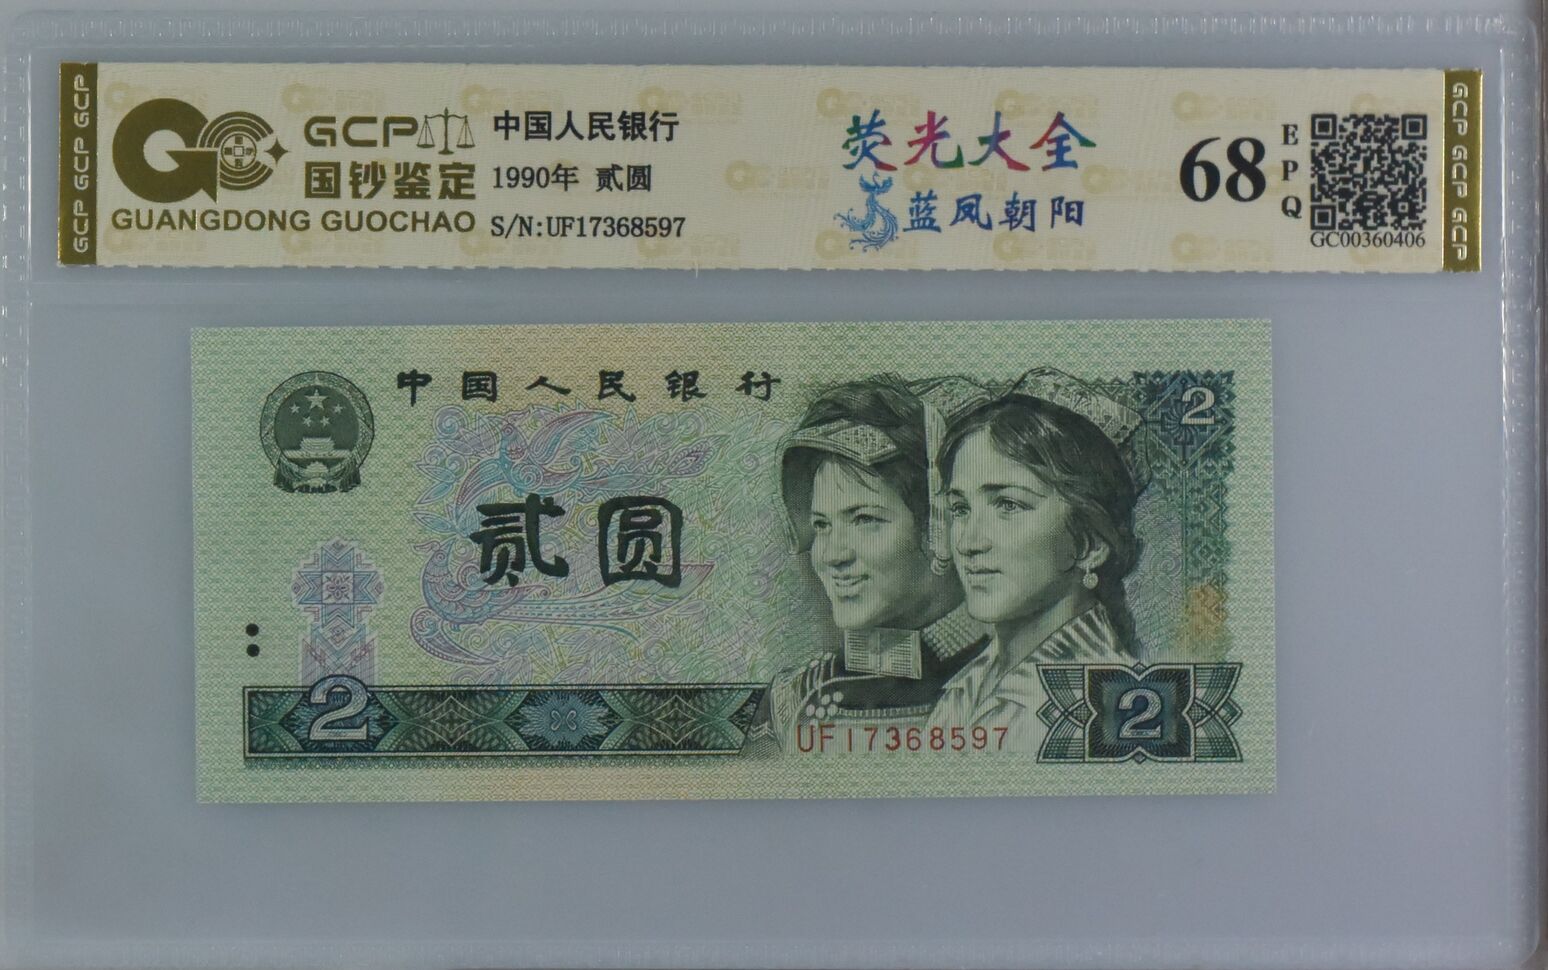 GCP GCP GCP
GCP
国钞鉴定
GUANGDONG GUOCHAO
中国人民银行
1990年 贰圆
S/N:UF17368597
荧光大全
蓝凤朝阳
68
EPQ
GC00360406
GCP GCP GCP
中国人民银行
2
贰圆
2
UF17368597
2